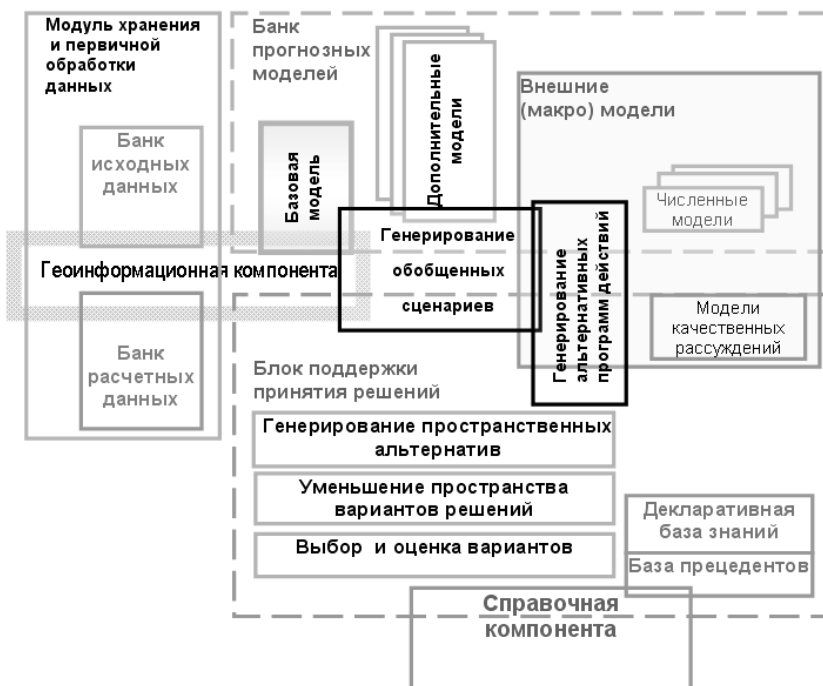 Модуль хранения
и первичной
обработки
данных
Банк
исходных
данных
Геоинформационная компонента
Банк
расчетных
данных
Банк
прогнозных
моделей
Базовая
модель
Дополнительные
модели
Внешние
(макро) модели
Численные
модели
Генерирование
обобщенных
сценариев
Генерирование
альтернативных
программ действий
Модели
качественных
рассуждений
Блок поддержки
принятия решений
Генерирование пространственных
альтернатив
Уменьшение пространства
вариантов решений
Выбор и оценка вариантов
Декларативная
база знаний
База прецедентов
Справочная
компонента